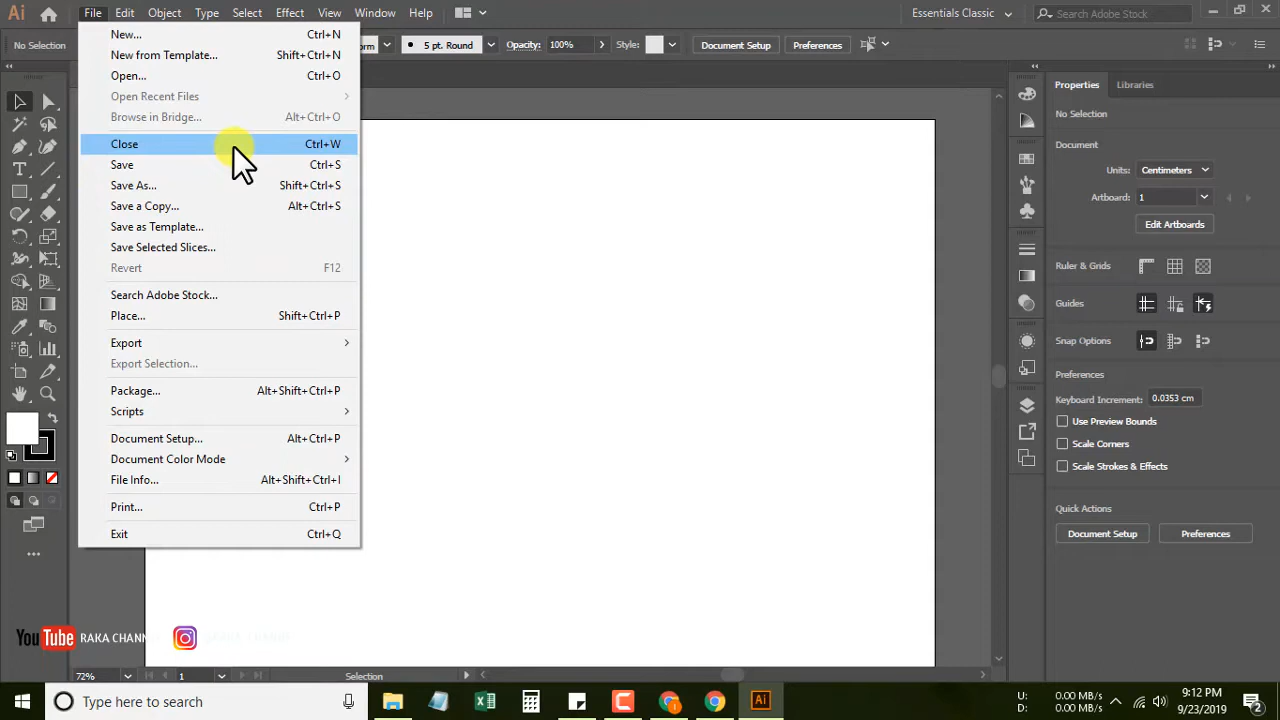 Ai File Edit Object Type Select Effect View Window Help Essentials Classic Search Adobe Stock
No Selection 5 pt. Round Opacity: 100% Style: Document Setup Preferences
New... Ctrl+N
New from Template... Shift+Ctrl+N
Open... Ctrl+O
Open Recent Files
Browse in Bridge... Alt+Ctrl+O
Close Ctrl+W
Save Ctrl+S
Save As... Shift+Ctrl+S
Save a Copy... Alt+Ctrl+S
Save as Template...
Save Selected Slices...
Revert F12
Search Adobe Stock...
Place... Shift+Ctrl+P
Export
Export Selection...
Package... Alt+Shift+Ctrl+P
Scripts
Document Setup... Alt+Ctrl+P
Document Color Mode
File Info... Alt+Shift+Ctrl+I
Print... Ctrl+P
Exit Ctrl+Q
Properties Libraries
No Selection
Document
Units: Centimeters
Artboard: 1
Edit Artboards
Ruler & Grids
Guides
Snap Options
Preferences
Keyboard Increment: 0.0353 cm
Use Preview Bounds
Scale Corners
Scale Strokes & Effects
Quick Actions
Document Setup Preferences
YouTube RAKA CHANN
72% 1 Selection
Type here to search
Ai
U: 0.00 MB/s
D: 0.00 MB/s
9:12 PM
9/23/2019
2